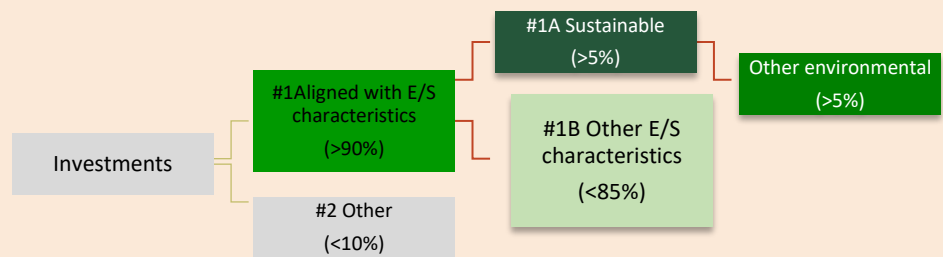 Investments
#1Aligned with E/S
characteristics
(>90%)
#2 Other
(<10%)
#1A Sustainable
(>5%)
#1B Other E/S
characteristics
(<85%)
Other environmental
(>5%)